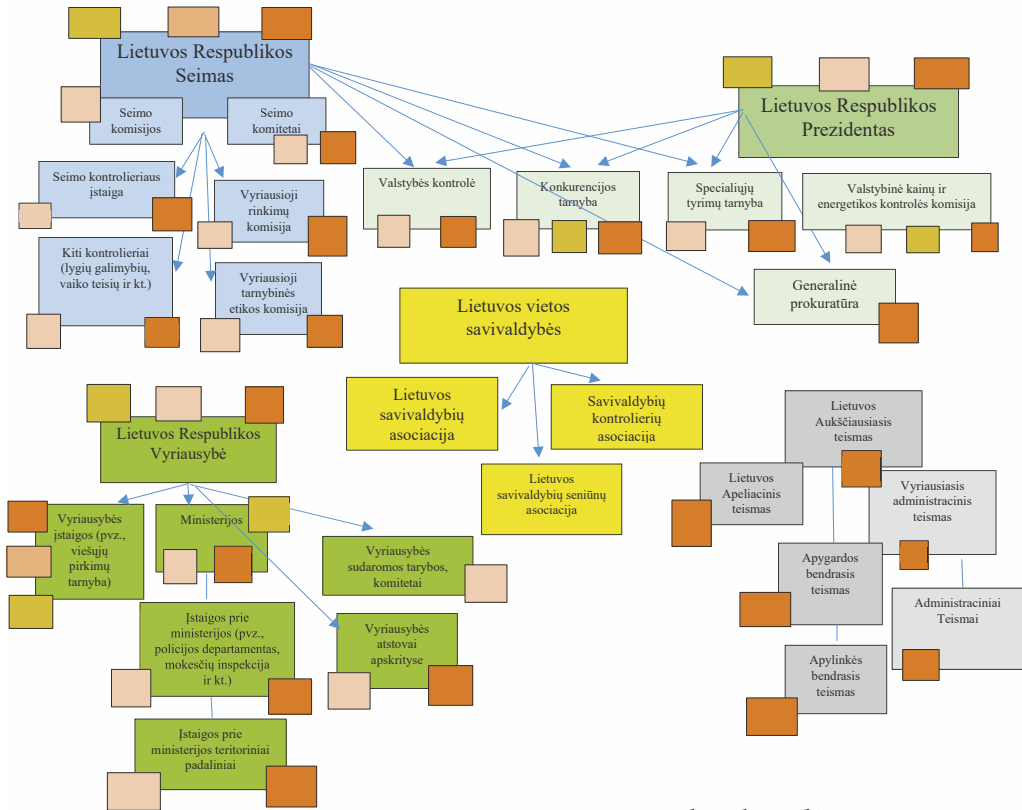 Lietuvos Respublikos
Seimas
Seimo
komisijos
Seimo
komitetai
Seimo kontrolieriaus
įstaiga
Vyriausioji
rinkimų
komisija
Kiti kontrolieriai
(lygių galimybių,
vaiko teisių ir kt.)
Vyriausioji
tarnybinės
etikos komisija
Lietuvos Respublikos
Prezidentas
Valstybės kontrolė
Konkurencijos
tarnyba
Specialiųjų
tyrimų tarnyba
Valstybinė kainų ir
energetikos kontrolės komisija
Generalinė
prokuratūra
Lietuvos vietos
savivaldybės
Lietuvos
savivaldybių
asociacija
Savivaldybių
kontrolierių
asociacija
Lietuvos
savivaldybių seniūnų
asociacija
Lietuvos Respublikos
Vyriausybė
Vyriausybės
įstaigos (pvz.,
viešųjų
pirkimų
tarnyba)
Ministerijos
Vyriausybės
sudaromos tarybos,
komitetai
Įstaigos prie
ministerijos (pvz.,
policijos departamentas,
mokesčių inspekcija
ir kt.)
Vyriausybės
atstovai
apskrityse
Įstaigos prie
ministerijos teritoriniai
padaliniai
Lietuvos
Aukščiausiasis
teismas
Lietuvos
Apeliacinis
teismas
Vyriausiasis
administracinis
teismas
Apygardos
bendrasis
teismas
Administraciniai
Teismai
Apylinkės
bendrasis
teismas